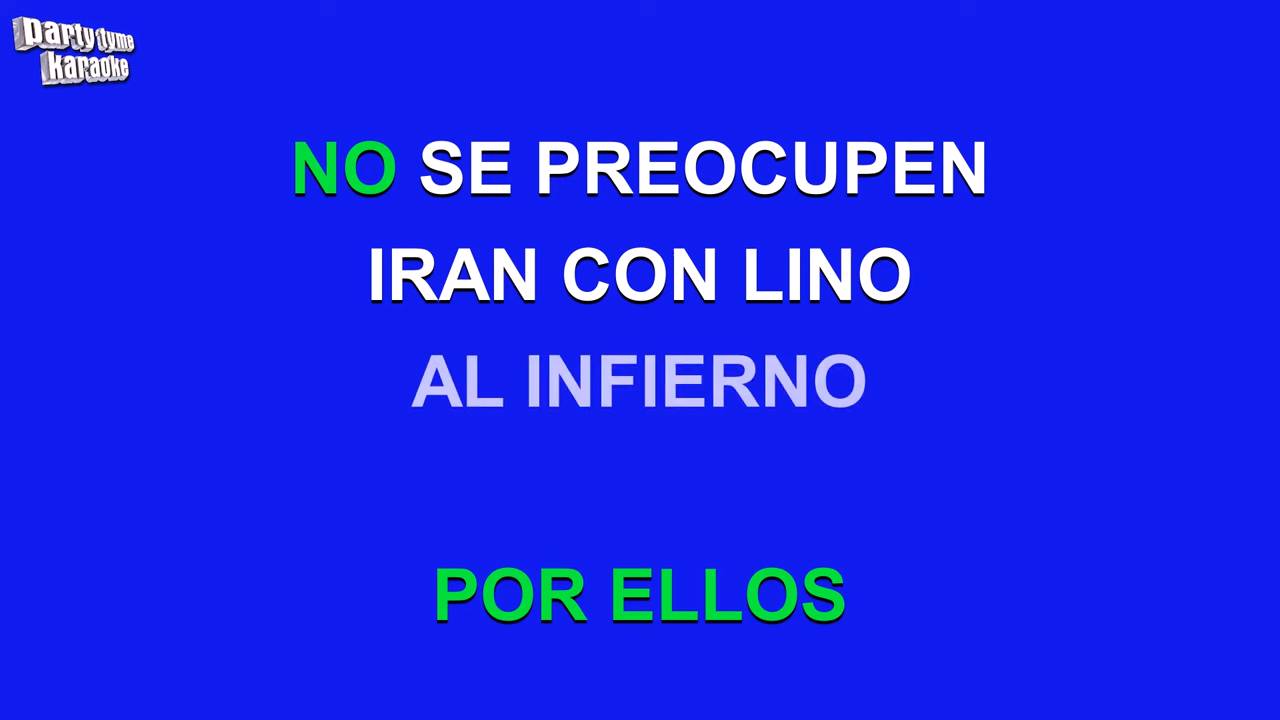 party tyme
karaoke
NO SE PREOCUPEN
IRAN CON LINO
AL INFIERNO
POR ELLOS